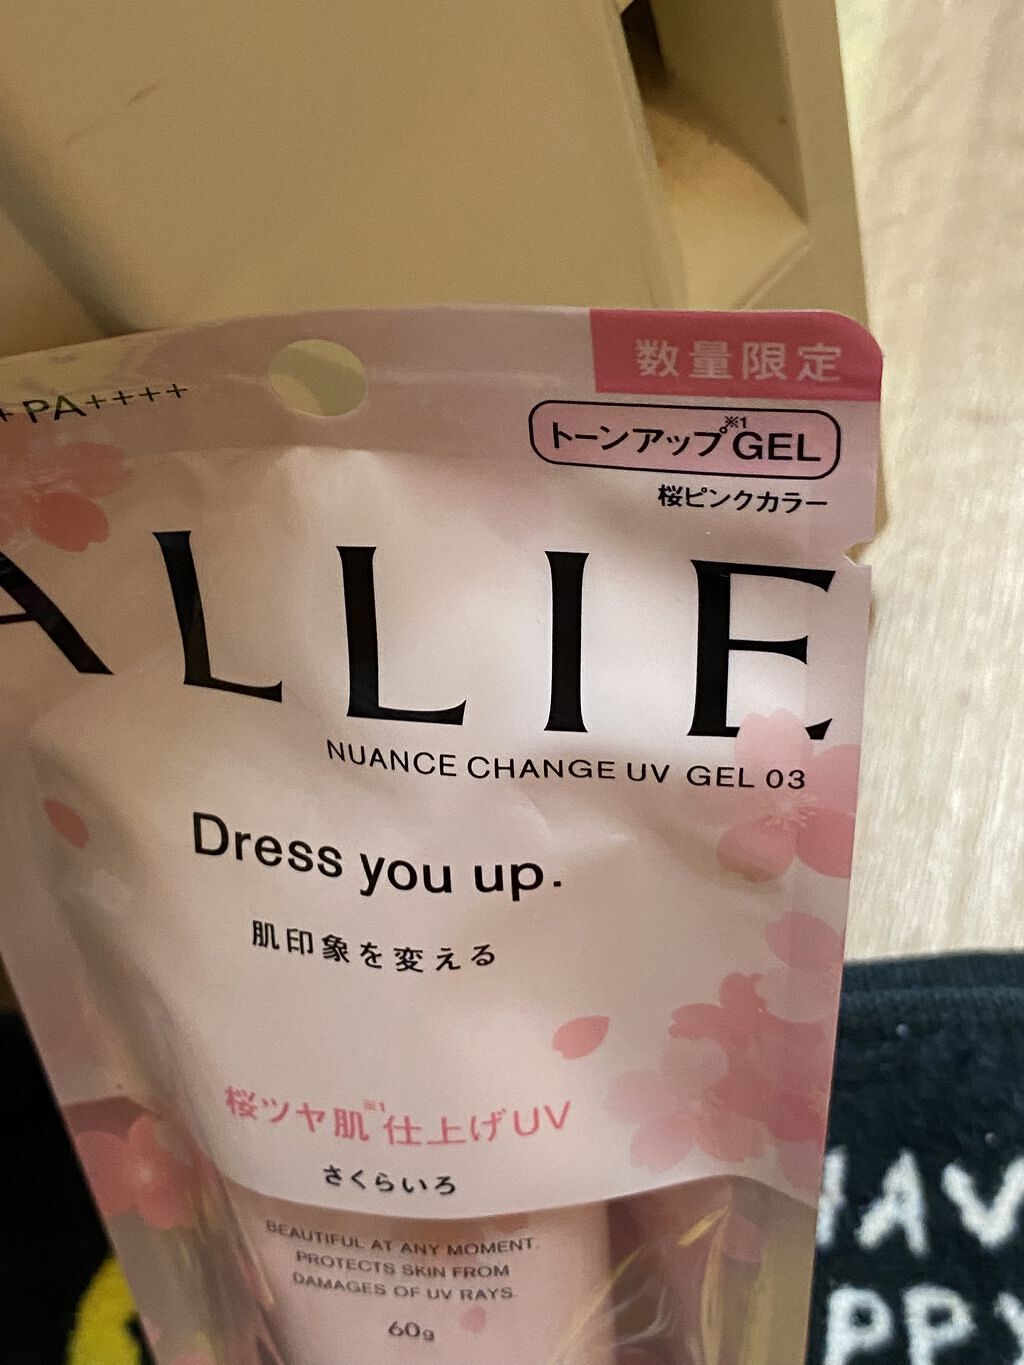 数量限定
+ PA++++
トーンアップ※1GEL
桜ピンクカラー
ALLIE
NUANCE CHANGE UV GEL 03
Dress you up.
肌印象を変える
桜ツヤ肌※1仕上げUV
さくらいろ
BEAUTIFUL AT ANY MOMENT.
PROTECTS SKIN FROM
DAMAGES OF UV RAYS.
60g
AV
PPY